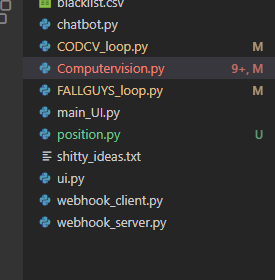 blacklist.csv
chatbot.py
CODCV_loop.py M
Computervision.py 9+, M
FALLGUYS_loop.py M
main_UI.py
position.py U
shitty_ideas.txt
ui.py
webhook_client.py
webhook_server.py